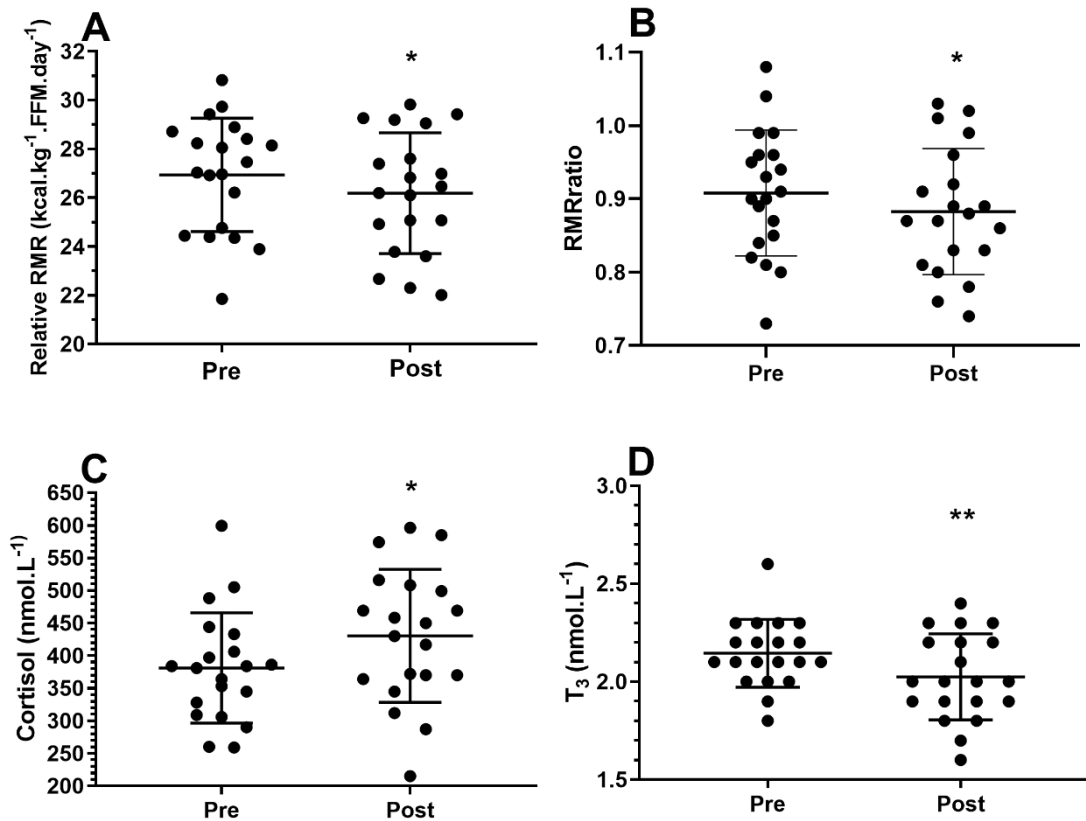 A
Relative RMR (kcal.kg⁻¹.FFM.day⁻¹)
32
30
28
26
24
22
20
*
Pre
Post
B
RMRratio
1.1
1.0
0.9
0.8
0.7
*
Pre
Post
C
Cortisol (nmol.L⁻¹)
650
600
550
500
450
400
350
300
250
200
*
Pre
Post
D
T₃ (nmol.L⁻¹)
3.0
2.5
2.0
1.5
**
Pre
Post